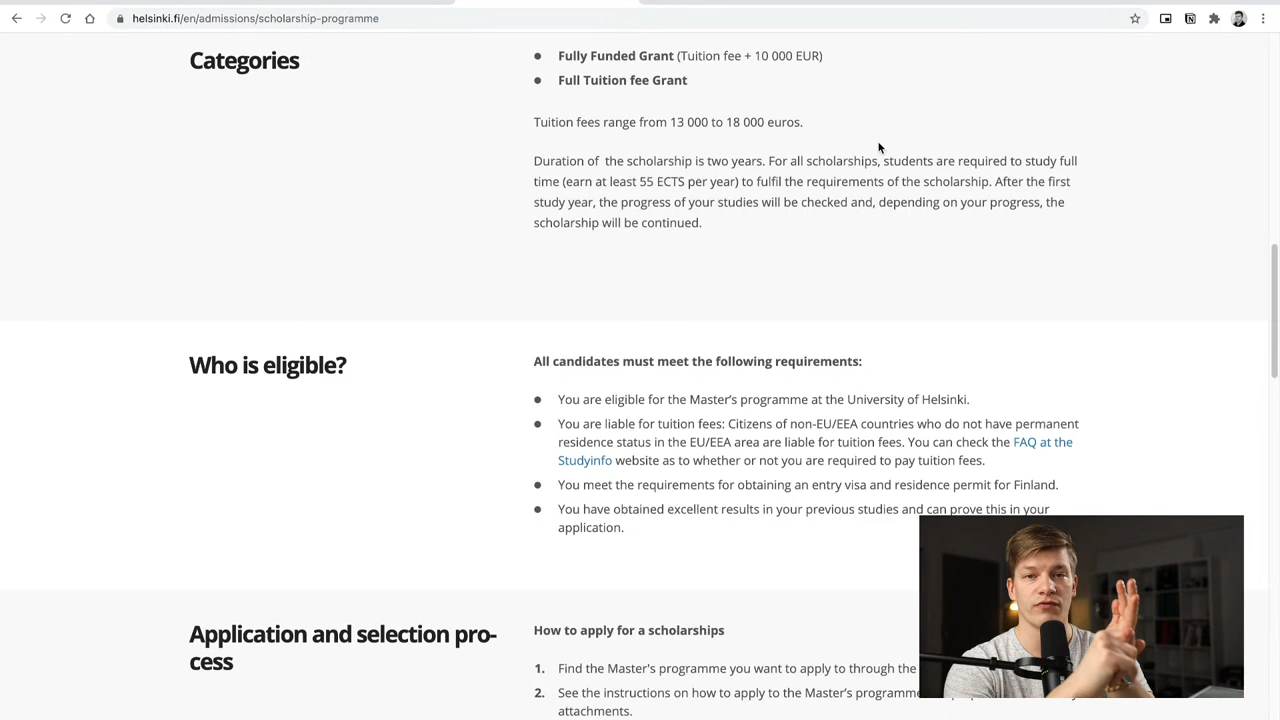 helsinki.fi/en/admissions/scholarship-programme
Categories
Fully Funded Grant (Tuition fee + 10 000 EUR)
Full Tuition fee Grant
Tuition fees range from 13 000 to 18 000 euros.
Duration of the scholarship is two years. For all scholarships, students are required to study full
time (earn at least 55 ECTS per year) to fulfil the requirements of the scholarship. After the first
study year, the progress of your studies will be checked and, depending on your progress, the
scholarship will be continued.
Who is eligible?
All candidates must meet the following requirements:
You are eligible for the Master's programme at the University of Helsinki.
You are liable for tuition fees: Citizens of non-EU/EEA countries who do not have permanent
residence status in the EU/EEA area are liable for tuition fees. You can check the FAQ at the
Studyinfo website as to whether or not you are required to pay tuition fees.
You meet the requirements for obtaining an entry visa and residence permit for Finland.
You have obtained excellent results in your previous studies and can prove this in your
application.
Application and selection pro-
cess
How to apply for a scholarships
1. Find the Master's programme you want to apply to through the
2. See the instructions on how to apply to the Master's programme
attachments.